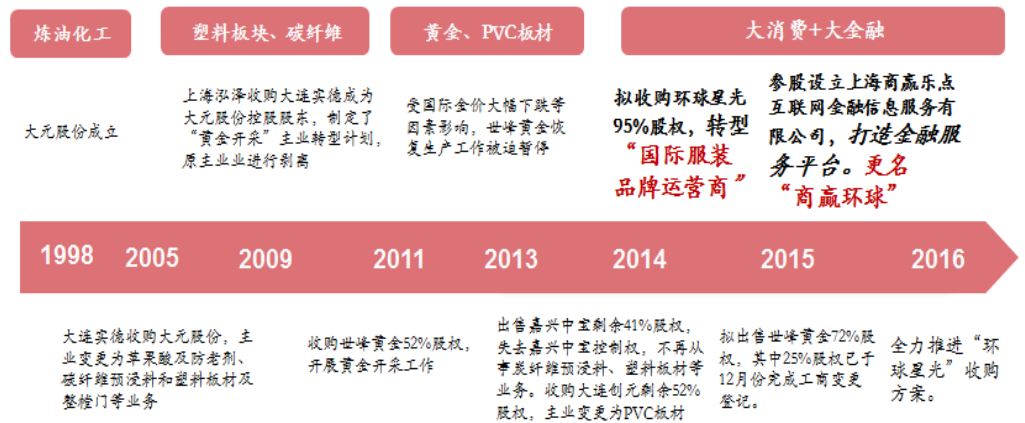 炼油化工
塑料板块、碳纤维
黄金、PVC板材
大消费+大金融
大元股份成立
上海泓泽收购大连实德成为
大元股份控股股东，制定了
“黄金开采”主业转型计划，
原主业业进行剥离
受国际金价大幅下跌等
因素影响，世峰黄金恢
复生产工作被迫暂停
拟收购环球星光
95%股权，转型
“国际服装
品牌运营商”
参股设立上海商赢乐点
互联网金融信息服务有
限公司，打造金融服
务平台。更名
“商赢环球”
1998
2005
2009
2011
2013
2014
2015
2016
大连实德收购大元股份，主
业变更为苹果酸及防老剂、
碳纤维预浸料和塑料板材及
整樘门等业务
收购世峰黄金52%股权，
开展黄金开采工作
出售嘉兴中宝剩余41%股权，
失去嘉兴中宝控制权，不再从
事炭纤维预浸料、塑料板材等
业务。收购大连创元剩余52%
股权，主业变更为PVC板材
拟出售世峰黄金72%股
权，其中25%股权已于
12月份完成工商变更
登记。
全力推进“环
球星光”收购
方案。